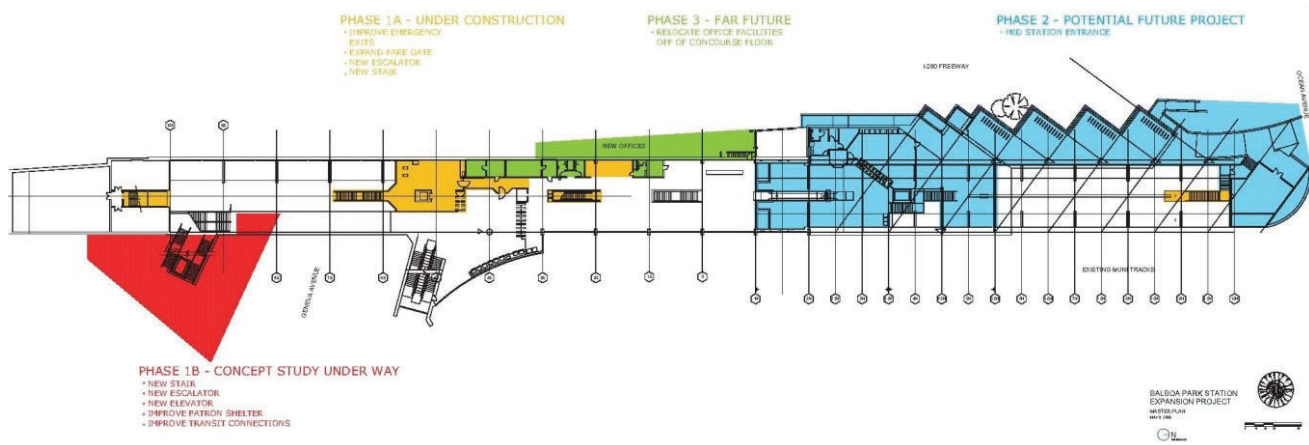 PHASE 1A - UNDER CONSTRUCTION
• IMPROVE EMERGENCY
EXITS
• EXPAND FARE GATE
• NEW ESCALATOR
• NEW STAIR
PHASE 3 - FAR FUTURE
• RELOCATE OFFICE FACILITIES
OFF OF CONCOURSE FLOOR
PHASE 2 - POTENTIAL FUTURE PROJECT
• MID STATION ENTRANCE
I-280 FREEWAY
OCEAN AVENUE
NEW OFFICES
GENEVA AVENUE
EXISTING MUNI TRACKS
PHASE 1B - CONCEPT STUDY UNDER WAY
• NEW STAIR
• NEW ESCALATOR
• NEW ELEVATOR
• IMPROVE PATRON SHELTER
• IMPROVE TRANSIT CONNECTIONS
BALBOA PARK STATION
EXPANSION PROJECT
MASTER PLAN
N